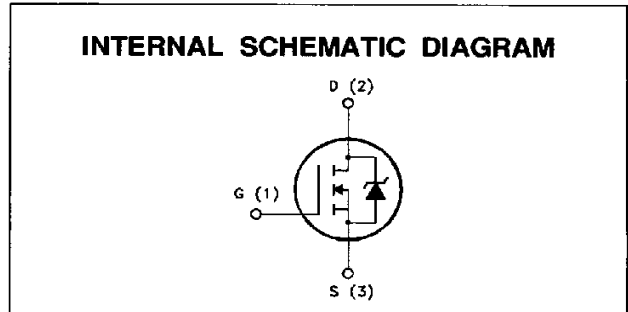 INTERNAL SCHEMATIC DIAGRAM
D (2)
G (1)
S (3)